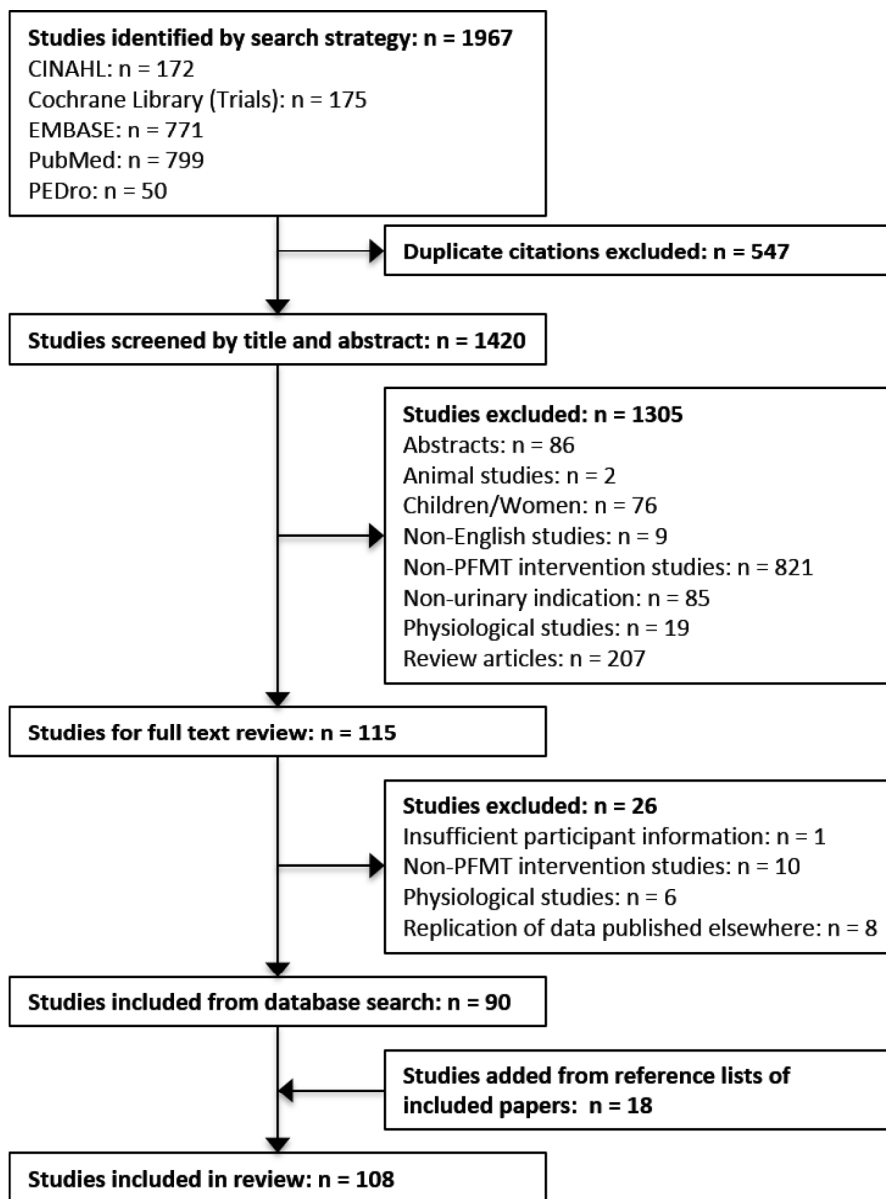 Studies identified by search strategy: n = 1967
CINAHL: n = 172
Cochrane Library (Trials): n = 175
EMBASE: n = 771
PubMed: n = 799
PEDro: n = 50
Duplicate citations excluded: n = 547
Studies screened by title and abstract: n = 1420
Studies excluded: n = 1305
Abstracts: n = 86
Animal studies: n = 2
Children/Women: n = 76
Non-English studies: n = 9
Non-PFMT intervention studies: n = 821
Non-urinary indication: n = 85
Physiological studies: n = 19
Review articles: n = 207
Studies for full text review: n = 115
Studies excluded: n = 26
Insufficient participant information: n = 1
Non-PFMT intervention studies: n = 10
Physiological studies: n = 6
Replication of data published elsewhere: n = 8
Studies included from database search: n = 90
Studies added from reference lists of
included papers:  n = 18
Studies included in review: n = 108